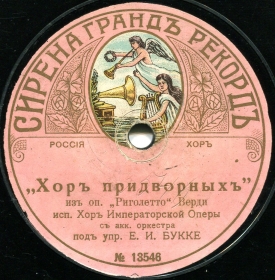 СИРЕНА ГРАНДЪ РЕКОРДЪ
РОССІЯ
ХОРЪ
„Хоръ придворныхъ“
изъ оп. „Риголетто“ Верди
исп. Хоръ Императорской Оперы
съ акк. оркестра
подъ упр. Е. И. БУККЕ
№ 13546